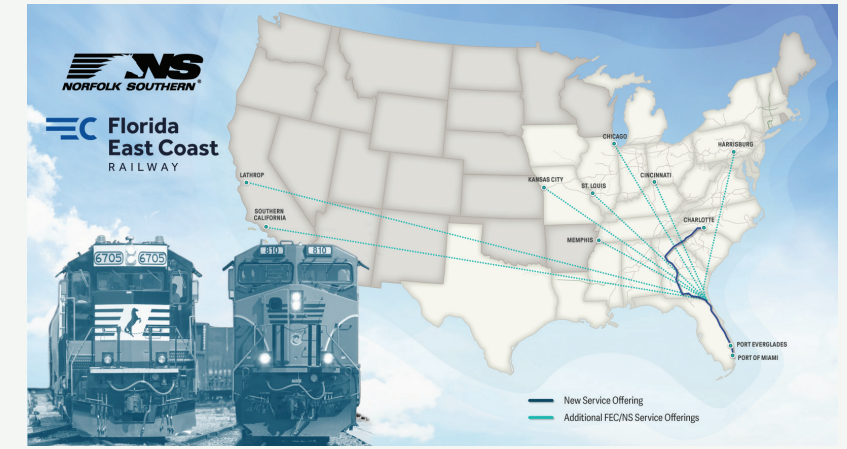 NS
NORFOLK SOUTHERN®
Florida
East Coast
RAILWAY
CHICAGO
HARRISBURG
LATHROP
KANSAS CITY
ST. LOUIS
CINCINNATI
SOUTHERN
CALIFORNIA
CHARLOTTE
MEMPHIS
6705 6705
810 810
PORT EVERGLADES
PORT OF MIAMI
New Service Offering
Additional FEC/NS Service Offerings